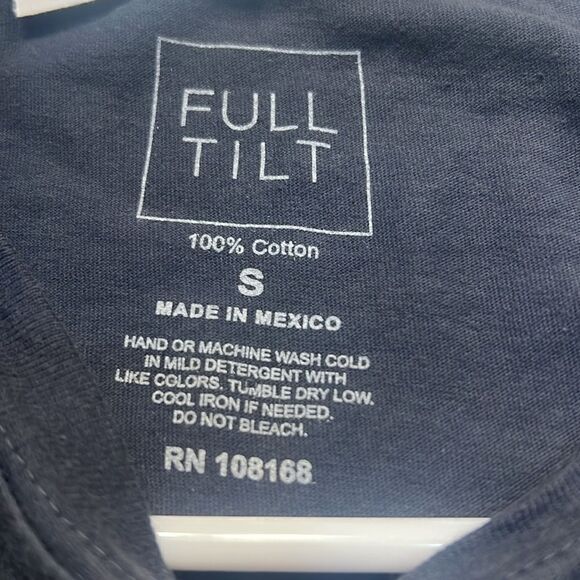 FULL
TILT
100% Cotton
S
MADE IN MEXICO
HAND OR MACHINE WASH COLD
IN MILD DETERGENT WITH
LIKE COLORS. TUMBLE DRY LOW.
COOL IRON IF NEEDED.
DO NOT BLEACH.
RN 108168